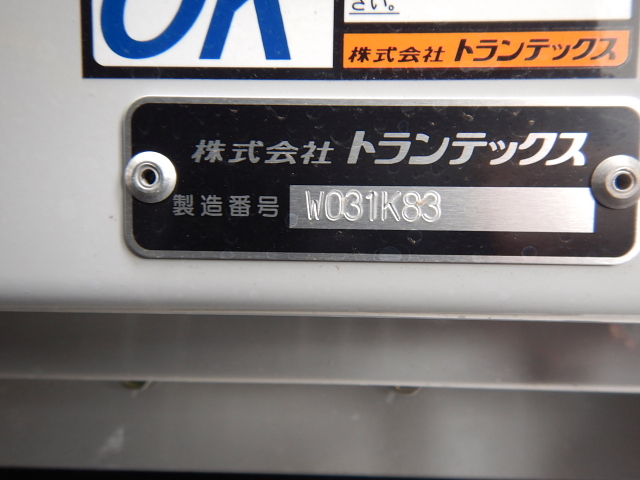 OK
さい。
株式会社 トランテックス
株式会社 トランテックス
製造番号 W031K83